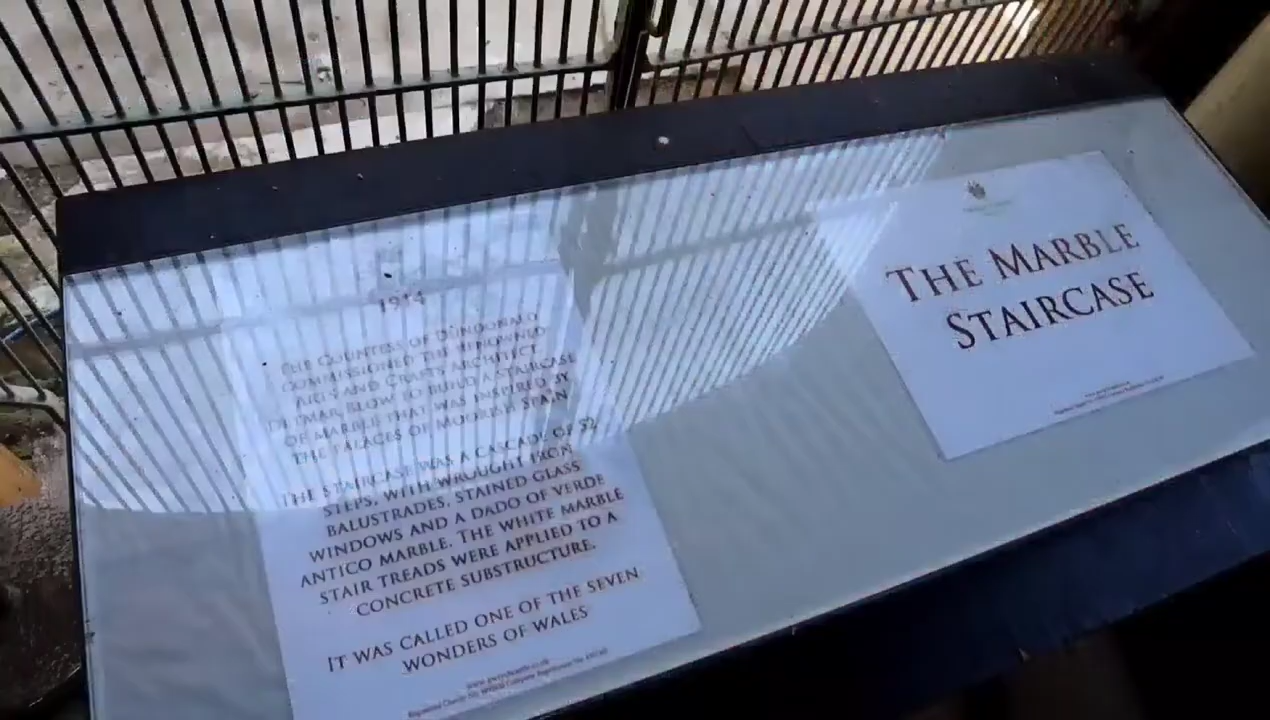 1914
THE COUNTESS OF DUNDONALD
COMMISSIONED THE RENOWNED
ARTS AND CRAFTS ARCHITECT
DETMAR BLOW TO BUILD A STAIRCASE
OF MARBLE THAT WAS INSPIRED BY
THE PALACES OF MOORISH SPAIN
THE STAIRCASE WAS A CASCADE OF 52
STEPS, WITH WROUGHT IRON
BALUSTRADES, STAINED GLASS
WINDOWS AND A DADO OF VERDE
ANTICO MARBLE. THE WHITE MARBLE
STAIR TREADS WERE APPLIED TO A
CONCRETE SUBSTRUCTURE.
IT WAS CALLED ONE OF THE SEVEN
WONDERS OF WALES
THE MARBLE
STAIRCASE